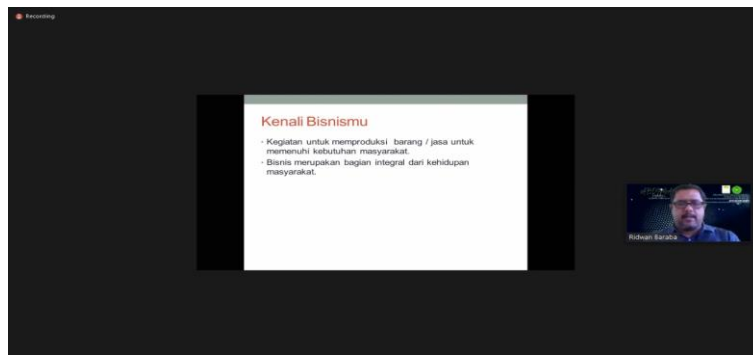 Recording
Kenali Bisnismu
· Kegiatan untuk memproduksi barang / jasa untuk
memenuhi kebutuhan masyarakat.
· Bisnis merupakan bagian integral dari kehidupan
masyarakat.
Ridwan Baraba